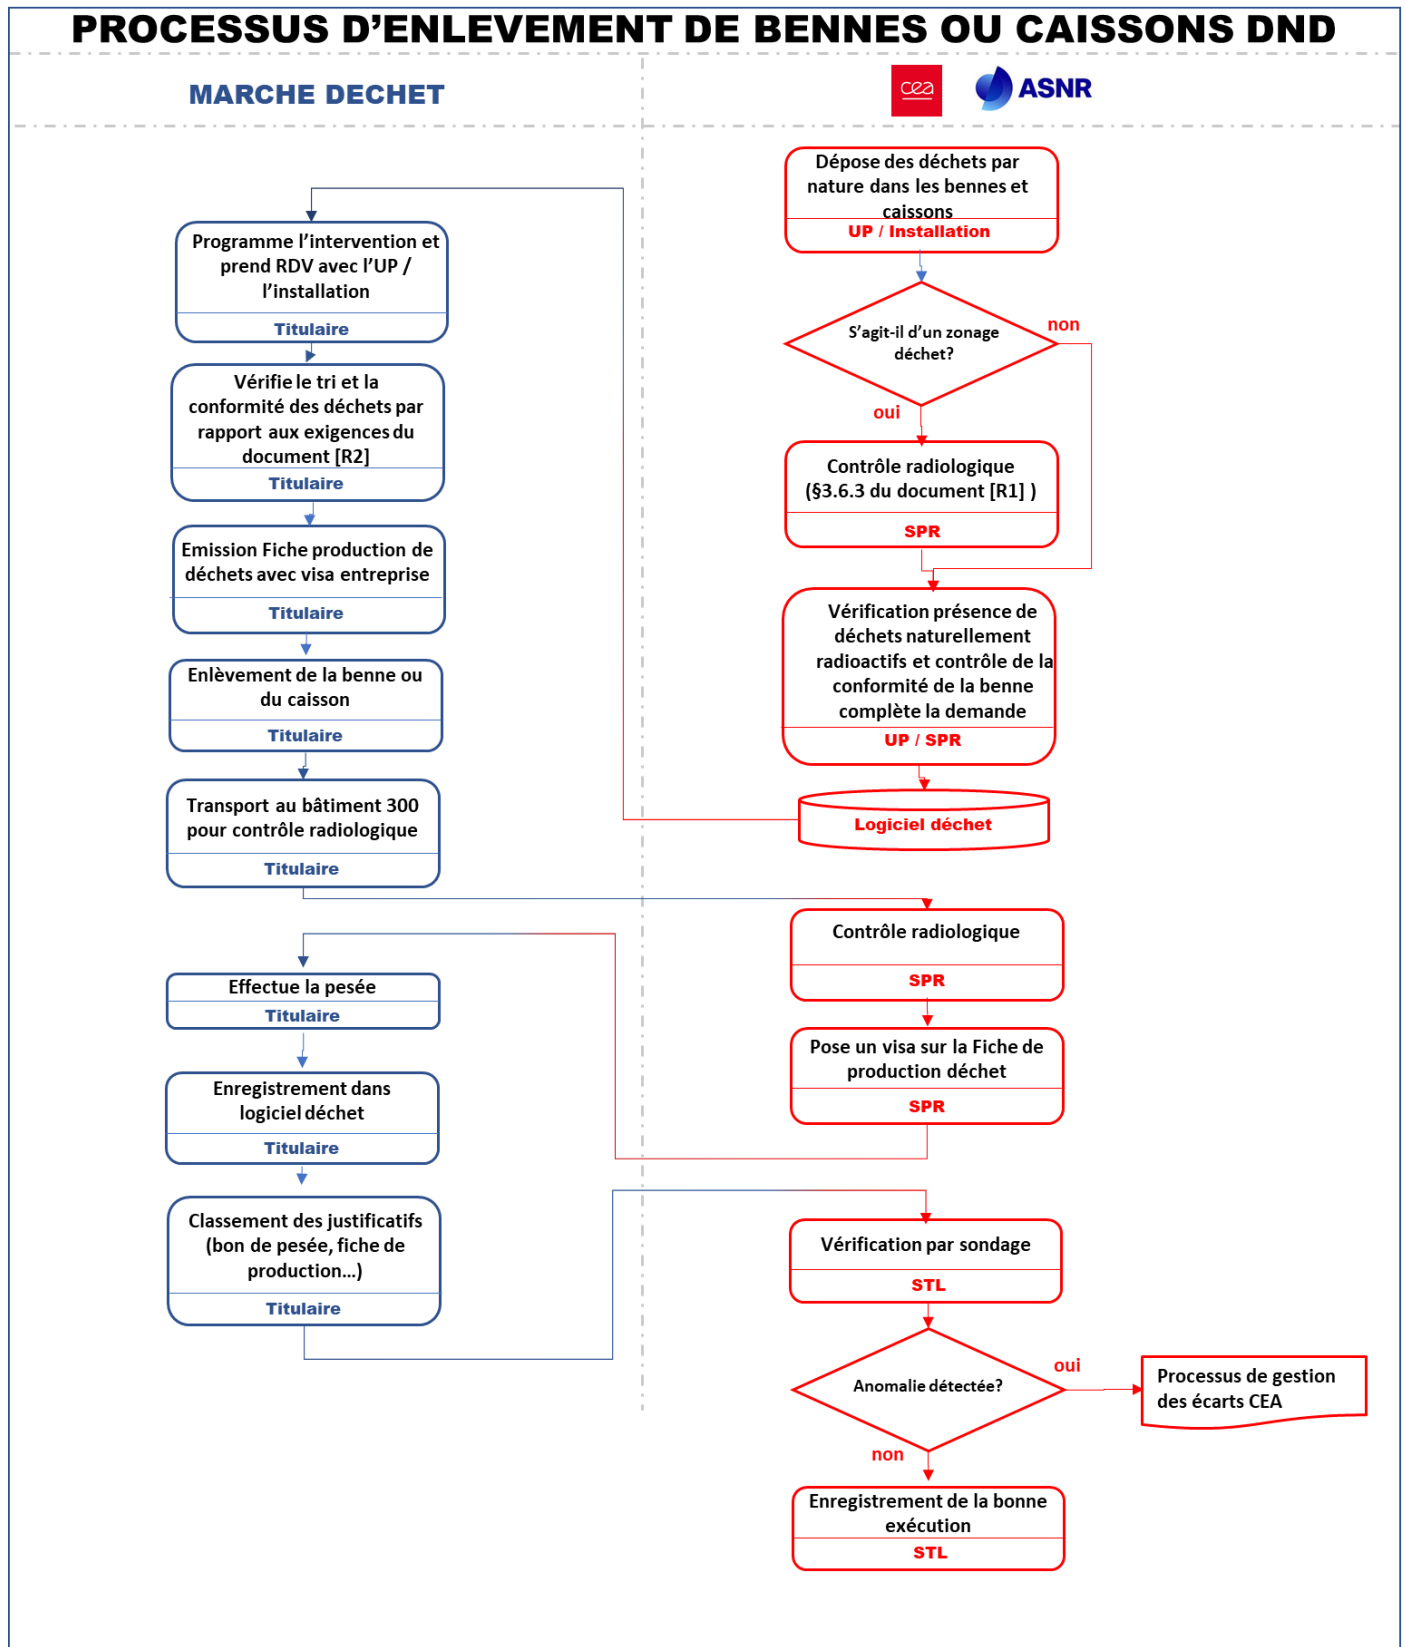 PROCESSUS D'ENLEVEMENT DE BENNES OU CAISSONS DND
MARCHE DECHET
cea
ASNR
Dépose des déchets par
nature dans les bennes et
caissons
UP / Installation
S'agit-il d'un zonage
déchet?
non
oui
Contrôle radiologique
(§3.6.3 du document [R1] )
SPR
Vérification présence de
déchets naturellement
radioactifs et contrôle de la
conformité de la benne
complète la demande
UP / SPR
Logiciel déchet
Programme l'intervention et
prend RDV avec l'UP /
l'installation
Titulaire
Vérifie le tri et la
conformité des déchets par
rapport aux exigences du
document [R2]
Titulaire
Emission Fiche production de
déchets avec visa entreprise
Titulaire
Enlèvement de la benne ou
du caisson
Titulaire
Transport au bâtiment 300
pour contrôle radiologique
Titulaire
Contrôle radiologique
SPR
Pose un visa sur la Fiche de
production déchet
SPR
Effectue la pesée
Titulaire
Enregistrement dans
logiciel déchet
Titulaire
Classement des justificatifs
(bon de pesée, fiche de
production...)
Titulaire
Vérification par sondage
STL
Anomalie détectée?
oui
Processus de gestion
des écarts CEA
non
Enregistrement de la bonne
exécution
STL